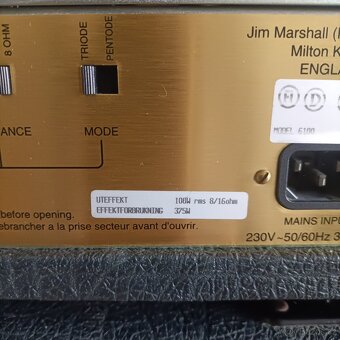 8 OHM
TRIODE
PENTODE
Jim Marshall (
Milton K
ENGLA
ANCE
MODE
MODEL 6100
UTEFFEKT 100W rms 8/16ohm
EFFEKTFORBRUKNING 375W
before opening.
ebrancher a la prise secteur avant d'ouvrir.
MAINS INPU
230V~50/60Hz 3